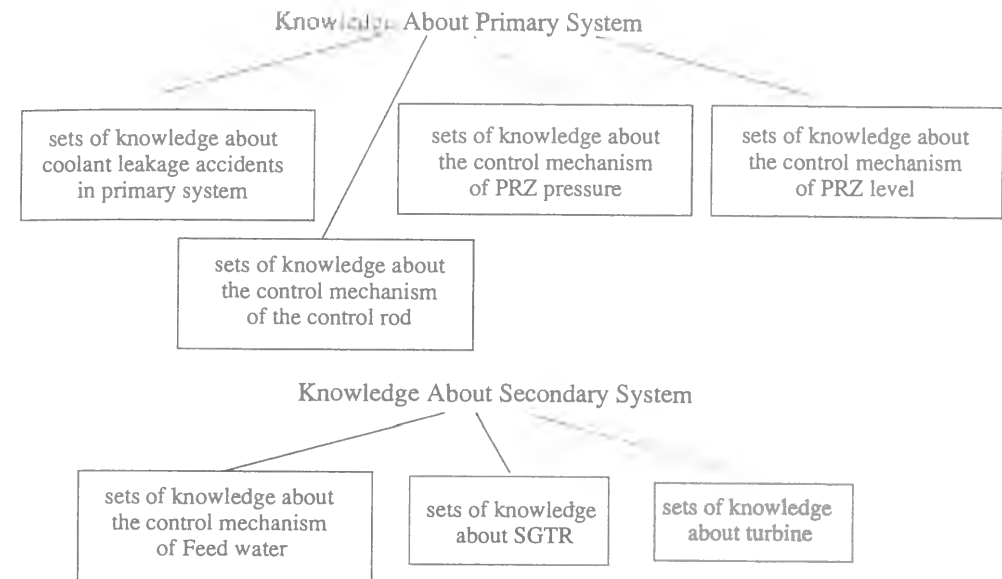 Knowledge About Primary System
sets of knowledge about
coolant leakage accidents
in primary system
sets of knowledge about
the control mechanism
of PRZ pressure
sets of knowledge about
the control mechanism
of PRZ level
sets of knowledge about
the control mechanism
of the control rod
Knowledge About Secondary System
sets of knowledge about
the control mechanism
of Feed water
sets of knowledge
about SGTR
sets of knowledge
about turbine